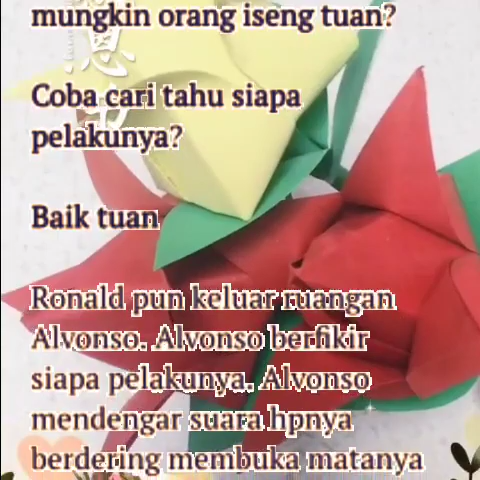 mungkin orang iseng tuan?
Coba cari tahu siapa
pelakunya?
Baik tuan
Ronald pun keluar ruangan
Alvonso. Alvonso berfikir
siapa pelakunya. Alvonso
mendengar suara hpnya
berdering membuka matanya